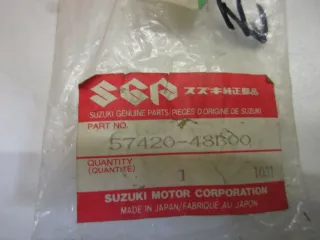 SGP スズキ純正部品
SUZUKI GENUINE PARTS/PIECES D'ORIGINE DE SUZUKI
PART NO.
57420-43B00
QUANTITY
(QUANTITE) 1 1001
SUZUKI MOTOR CORPORATION
MADE IN JAPAN/FABRIQUE AU JAPON